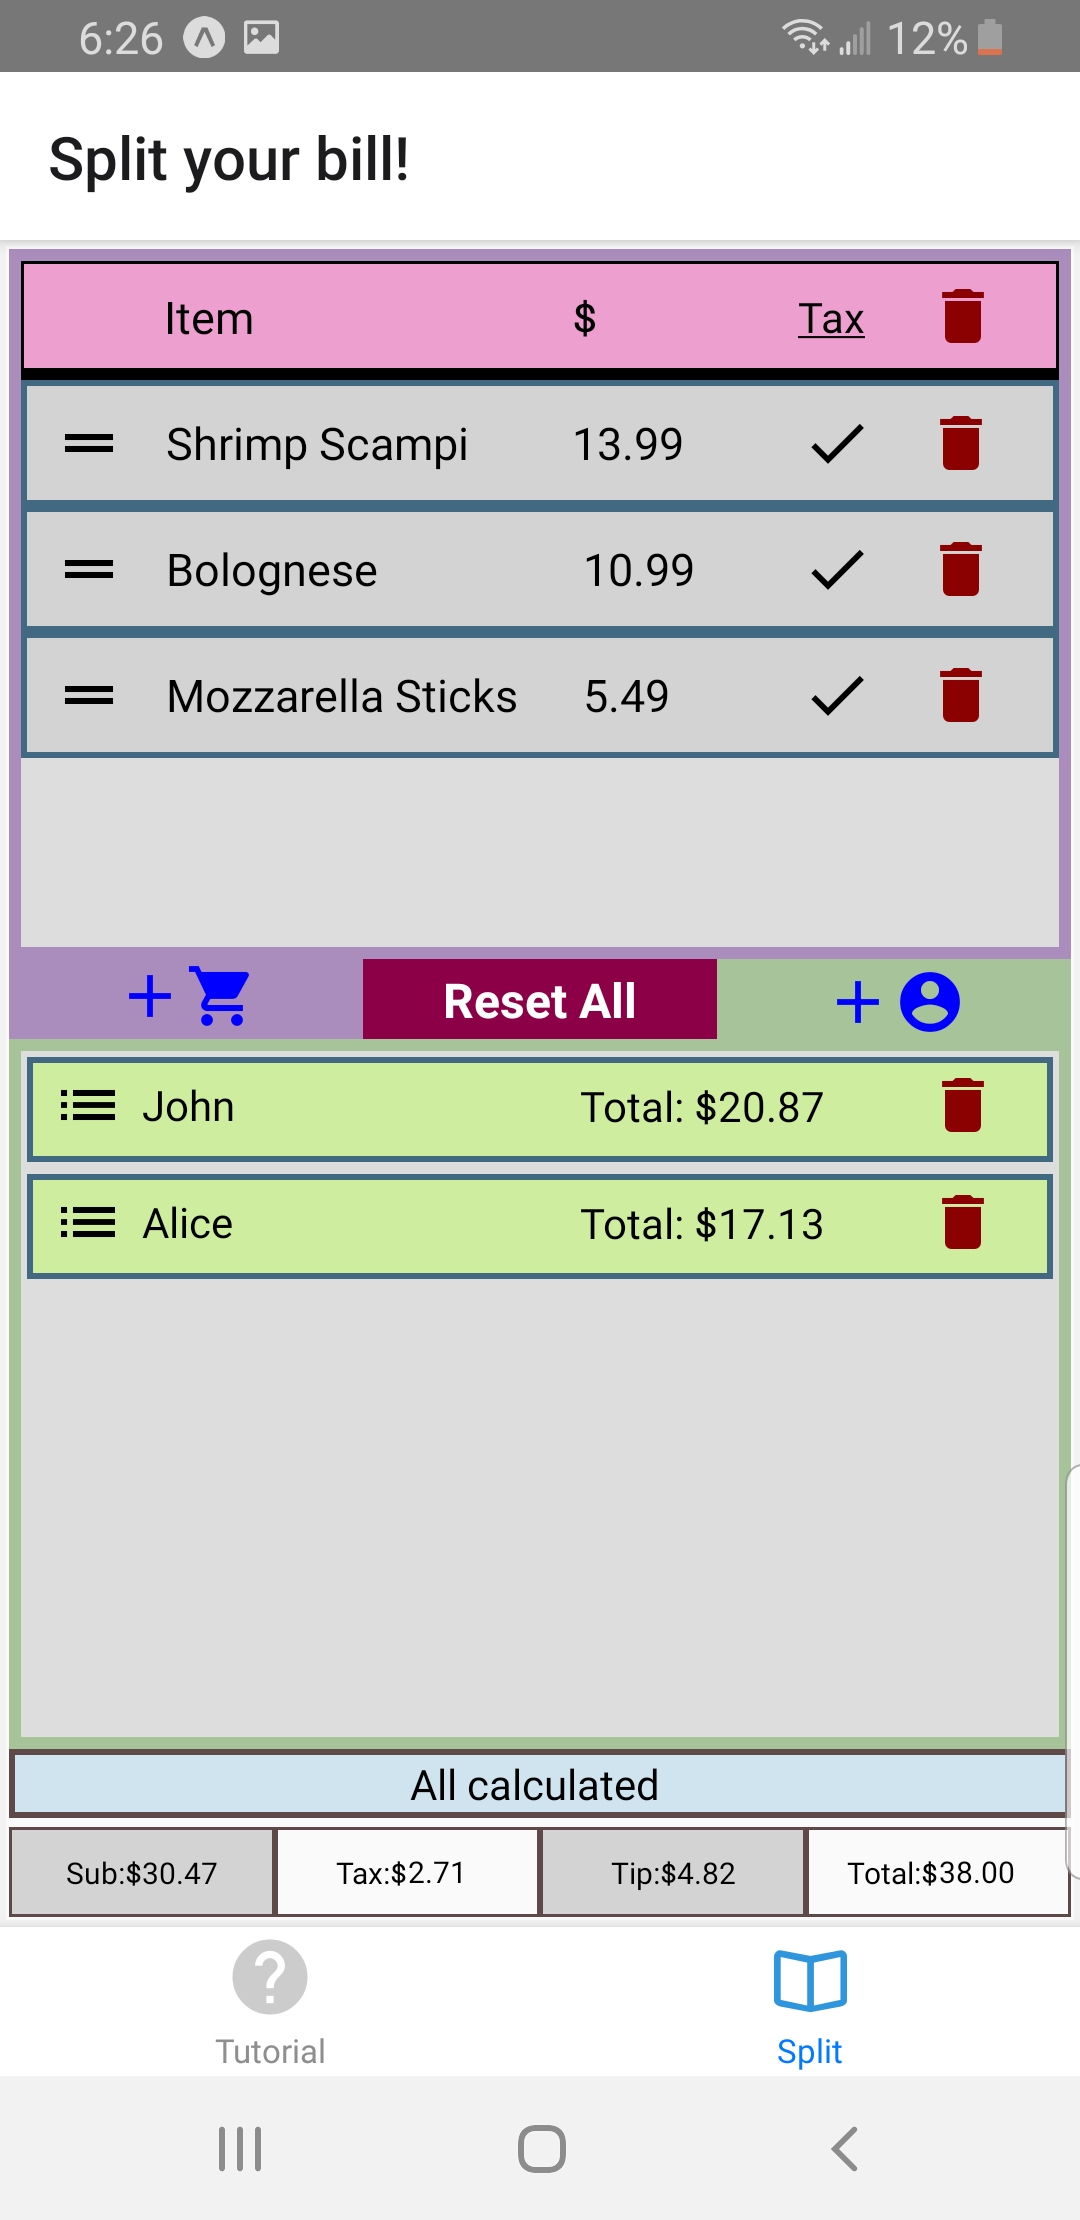 6:26 12%
Split your bill!
Item $ Tax
Shrimp Scampi 13.99
Bolognese 10.99
Mozzarella Sticks 5.49
Reset All
John Total: $20.87
Alice Total: $17.13
All calculated
Sub:$30.47 Tax:$2.71 Tip:$4.82 Total:$38.00
Tutorial Split